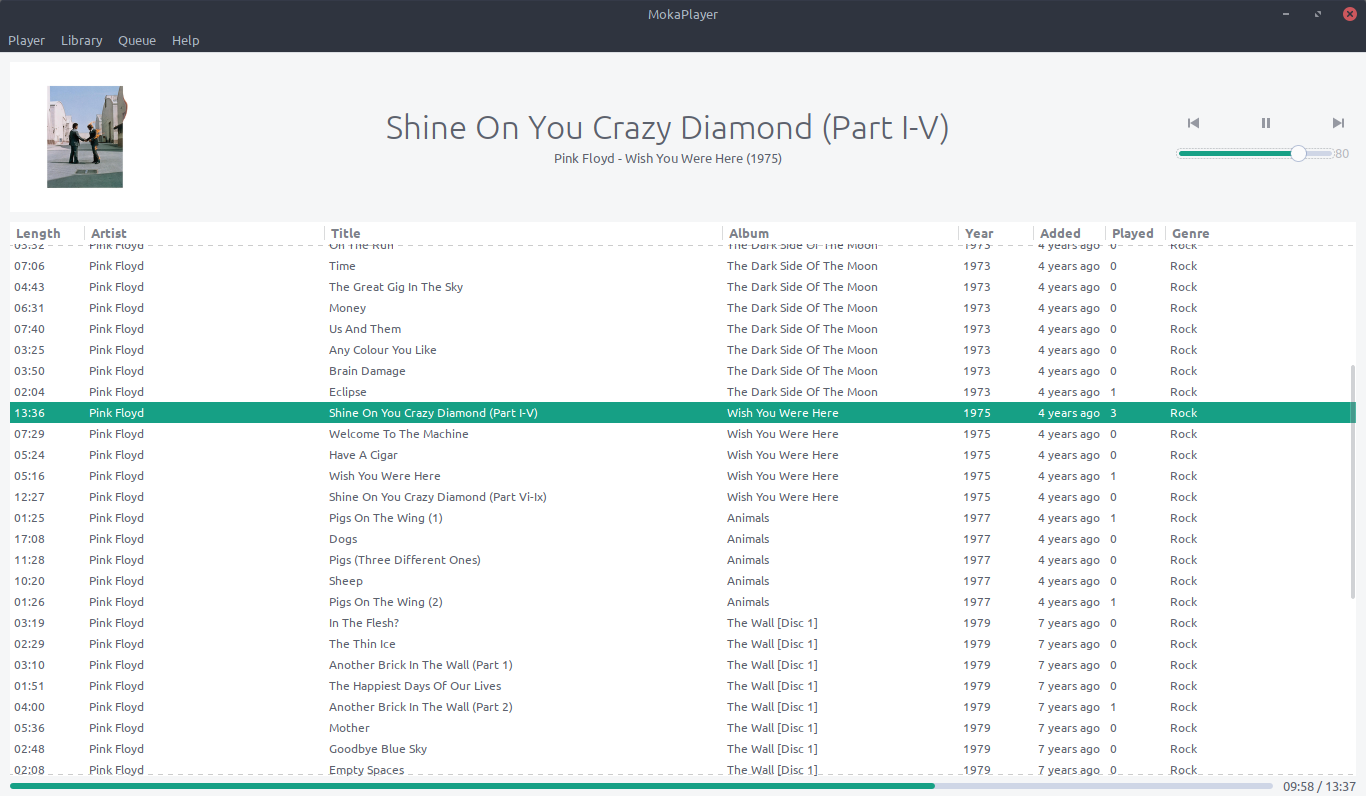 MokaPlayer
Player Library Queue Help
Shine On You Crazy Diamond (Part I-V)
Pink Floyd - Wish You Were Here (1975)
80
Length Artist Title Album Year Added Played Genre
03:32 Pink Floyd On The Run The Dark Side Of The Moon 1973 4 years ago 0 Rock
07:06 Pink Floyd Time The Dark Side Of The Moon 1973 4 years ago 0 Rock
04:43 Pink Floyd The Great Gig In The Sky The Dark Side Of The Moon 1973 4 years ago 0 Rock
06:31 Pink Floyd Money The Dark Side Of The Moon 1973 4 years ago 0 Rock
07:40 Pink Floyd Us And Them The Dark Side Of The Moon 1973 4 years ago 0 Rock
03:25 Pink Floyd Any Colour You Like The Dark Side Of The Moon 1973 4 years ago 0 Rock
03:50 Pink Floyd Brain Damage The Dark Side Of The Moon 1973 4 years ago 0 Rock
02:04 Pink Floyd Eclipse The Dark Side Of The Moon 1973 4 years ago 1 Rock
13:36 Pink Floyd Shine On You Crazy Diamond (Part I-V) Wish You Were Here 1975 4 years ago 3 Rock
07:29 Pink Floyd Welcome To The Machine Wish You Were Here 1975 4 years ago 0 Rock
05:24 Pink Floyd Have A Cigar Wish You Were Here 1975 4 years ago 0 Rock
05:16 Pink Floyd Wish You Were Here Wish You Were Here 1975 4 years ago 1 Rock
12:27 Pink Floyd Shine On You Crazy Diamond (Part Vi-Ix) Wish You Were Here 1975 4 years ago 0 Rock
01:25 Pink Floyd Pigs On The Wing (1) Animals 1977 4 years ago 1 Rock
17:08 Pink Floyd Dogs Animals 1977 4 years ago 0 Rock
11:28 Pink Floyd Pigs (Three Different Ones) Animals 1977 4 years ago 0 Rock
10:20 Pink Floyd Sheep Animals 1977 4 years ago 0 Rock
01:26 Pink Floyd Pigs On The Wing (2) Animals 1977 4 years ago 1 Rock
03:19 Pink Floyd In The Flesh? The Wall [Disc 1] 1979 7 years ago 0 Rock
02:29 Pink Floyd The Thin Ice The Wall [Disc 1] 1979 7 years ago 0 Rock
03:10 Pink Floyd Another Brick In The Wall (Part 1) The Wall [Disc 1] 1979 7 years ago 0 Rock
01:51 Pink Floyd The Happiest Days Of Our Lives The Wall [Disc 1] 1979 7 years ago 0 Rock
04:00 Pink Floyd Another Brick In The Wall (Part 2) The Wall [Disc 1] 1979 7 years ago 1 Rock
05:36 Pink Floyd Mother The Wall [Disc 1] 1979 7 years ago 0 Rock
02:48 Pink Floyd Goodbye Blue Sky The Wall [Disc 1] 1979 7 years ago 0 Rock
02:08 Pink Floyd Empty Spaces The Wall [Disc 1] 1979 7 years ago 0 Rock
09:58 / 13:37